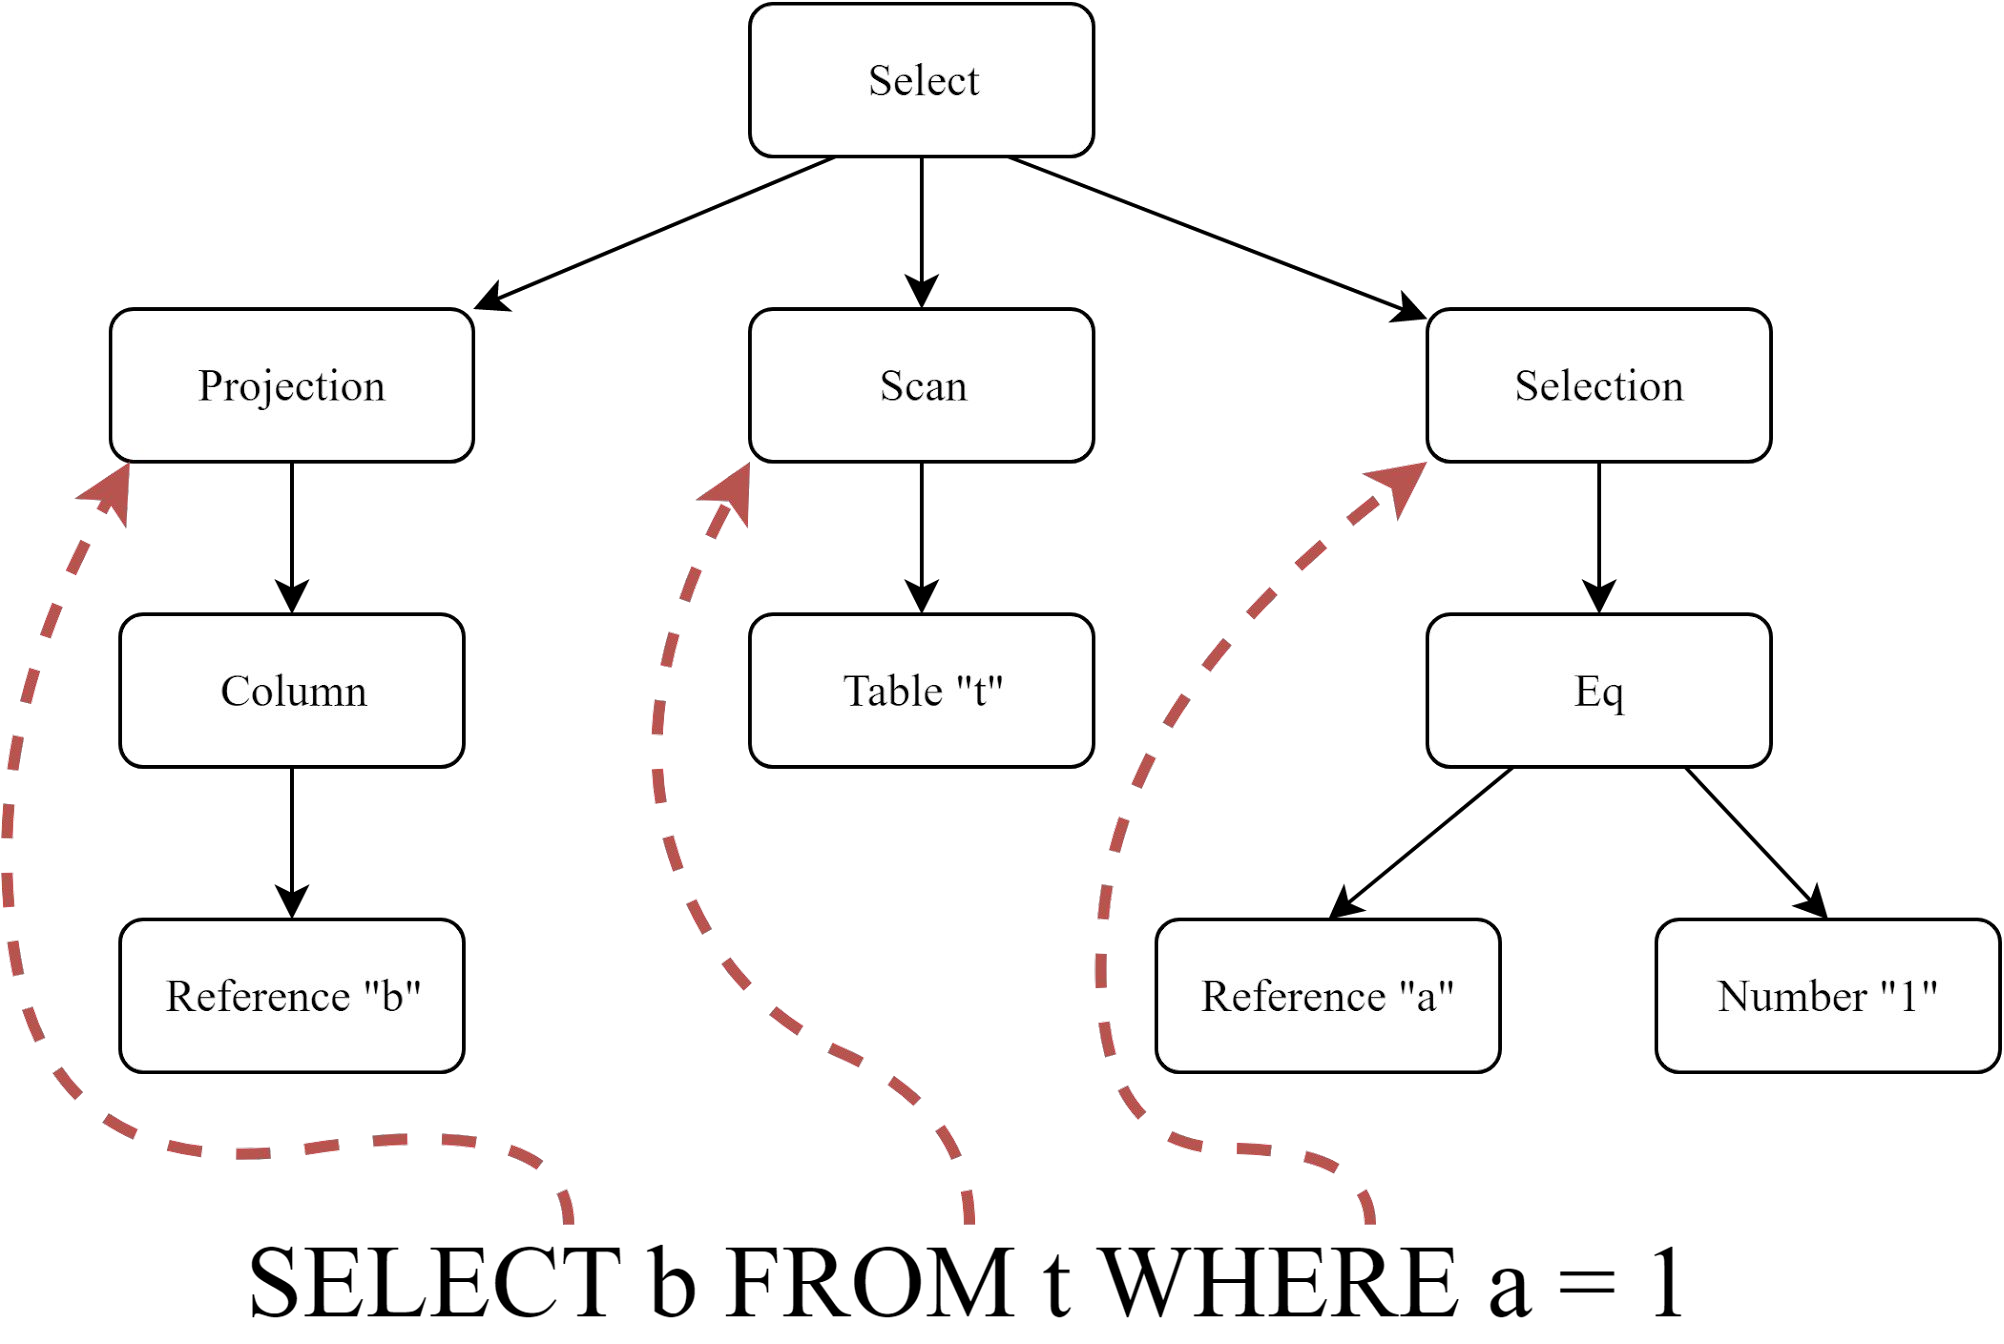 Select
Projection
Scan
Selection
Column
Table "t"
Eq
Reference "b"
Reference "a"
Number "1"
SELECT b FROM t WHERE a = 1